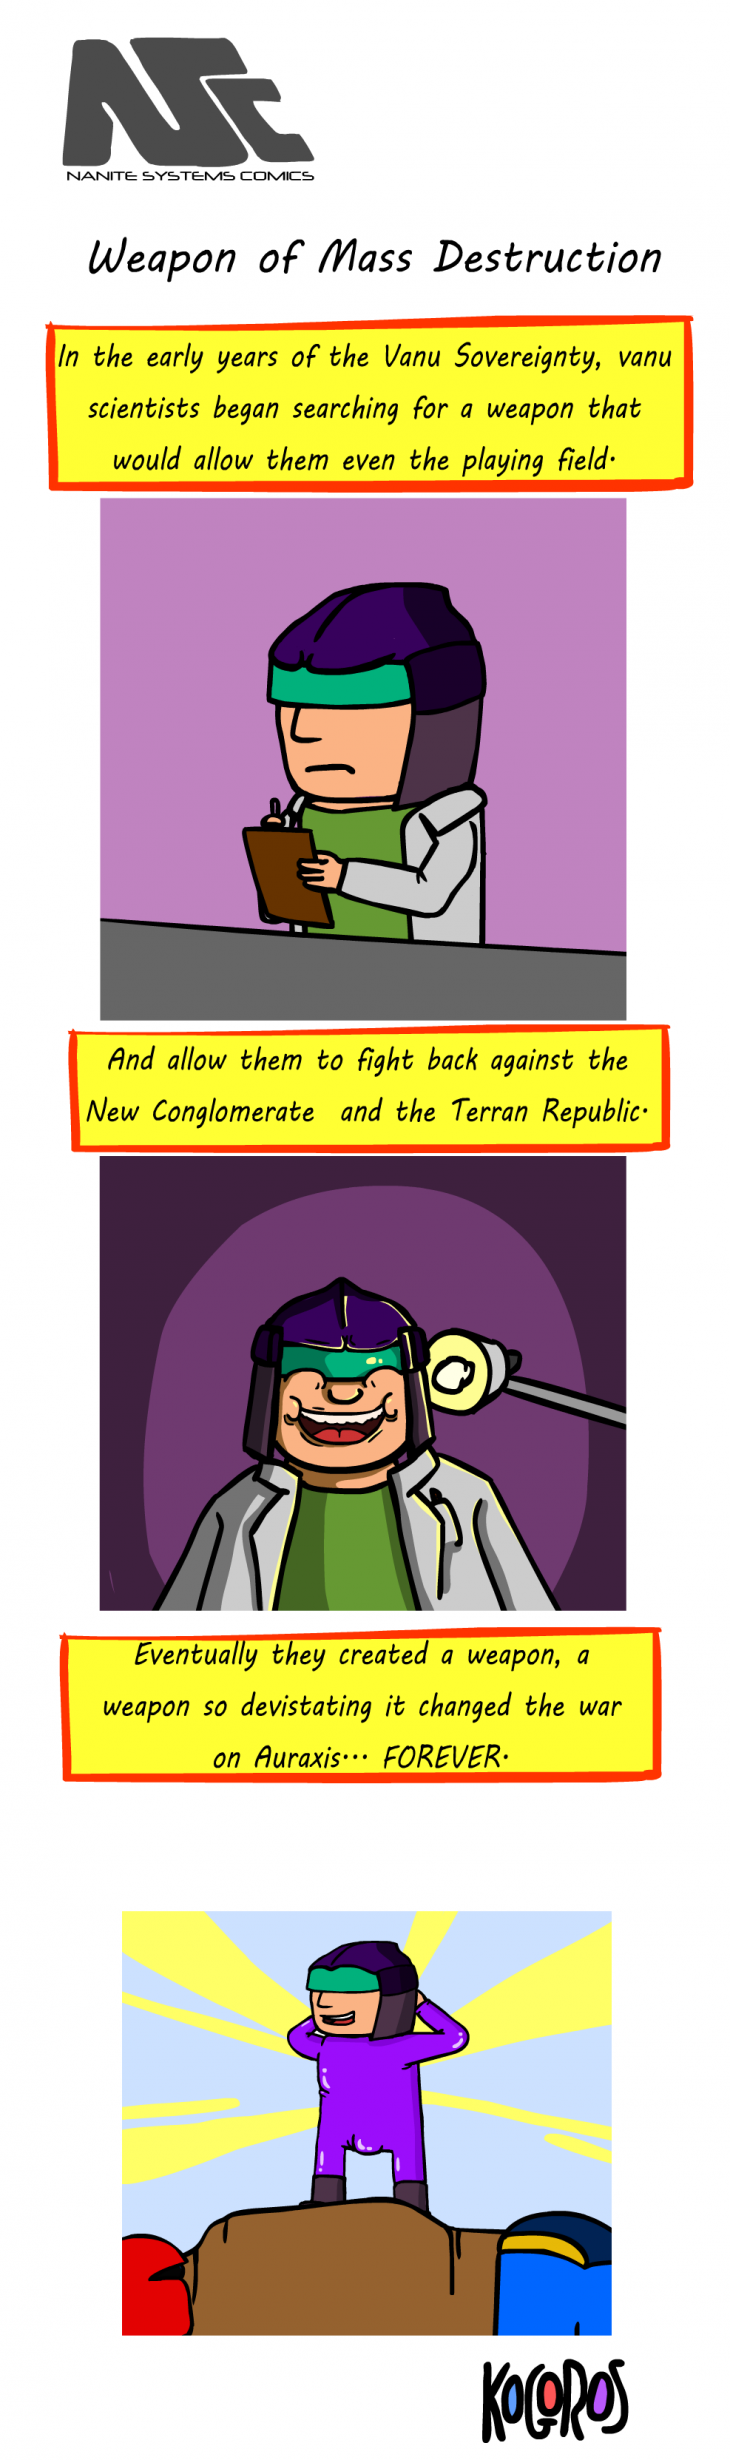 NSC
NANITE SYSTEMS COMICS
Weapon of Mass Destruction
In the early years of the Vanu Sovereignty, vanu
scientists began searching for a weapon that
would allow them even the playing field.
And allow them to fight back against the
New Conglomerate and the Terran Republic.
Eventually they created a weapon, a
weapon so devistating it changed the war
on Auraxis... FOREVER.
KOGOROS